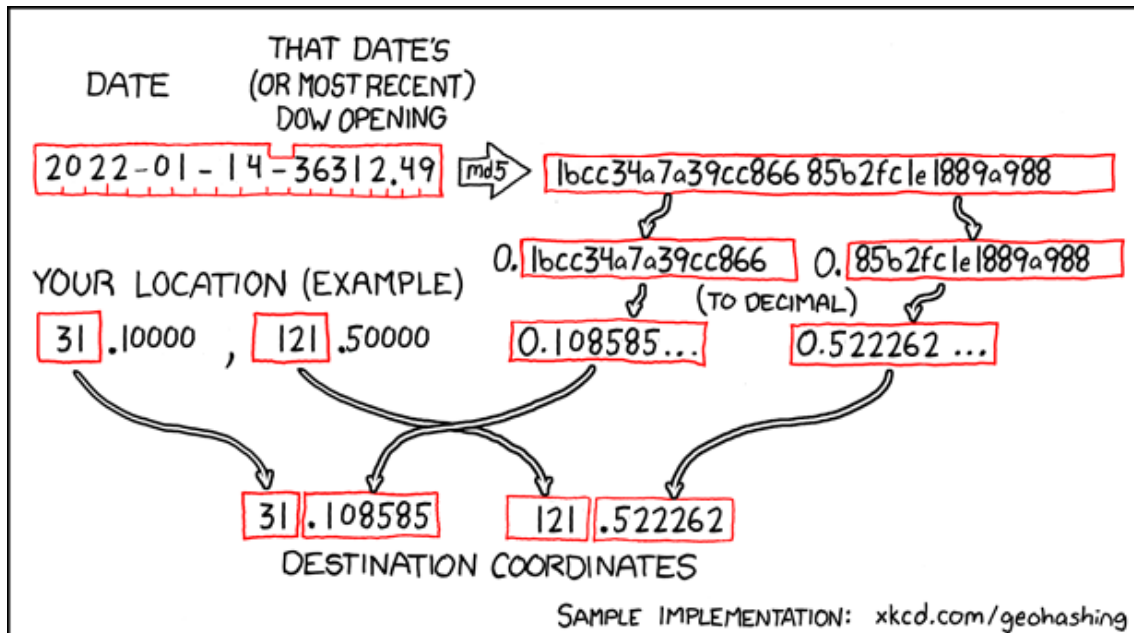 DATE
THAT DATE'S
(OR MOST RECENT)
DOW OPENING
2022-01-14-36312.49
md5
1bcc34a7a39cc866 85b2fc1e1889a988
0.1bcc34a7a39cc866
0.85b2fc1e1889a988
(TO DECIMAL)
YOUR LOCATION (EXAMPLE)
31.10000, 121.50000
0.108585...
0.522262...
31.108585
121.522262
DESTINATION COORDINATES
SAMPLE IMPLEMENTATION: xkcd.com/geohashing